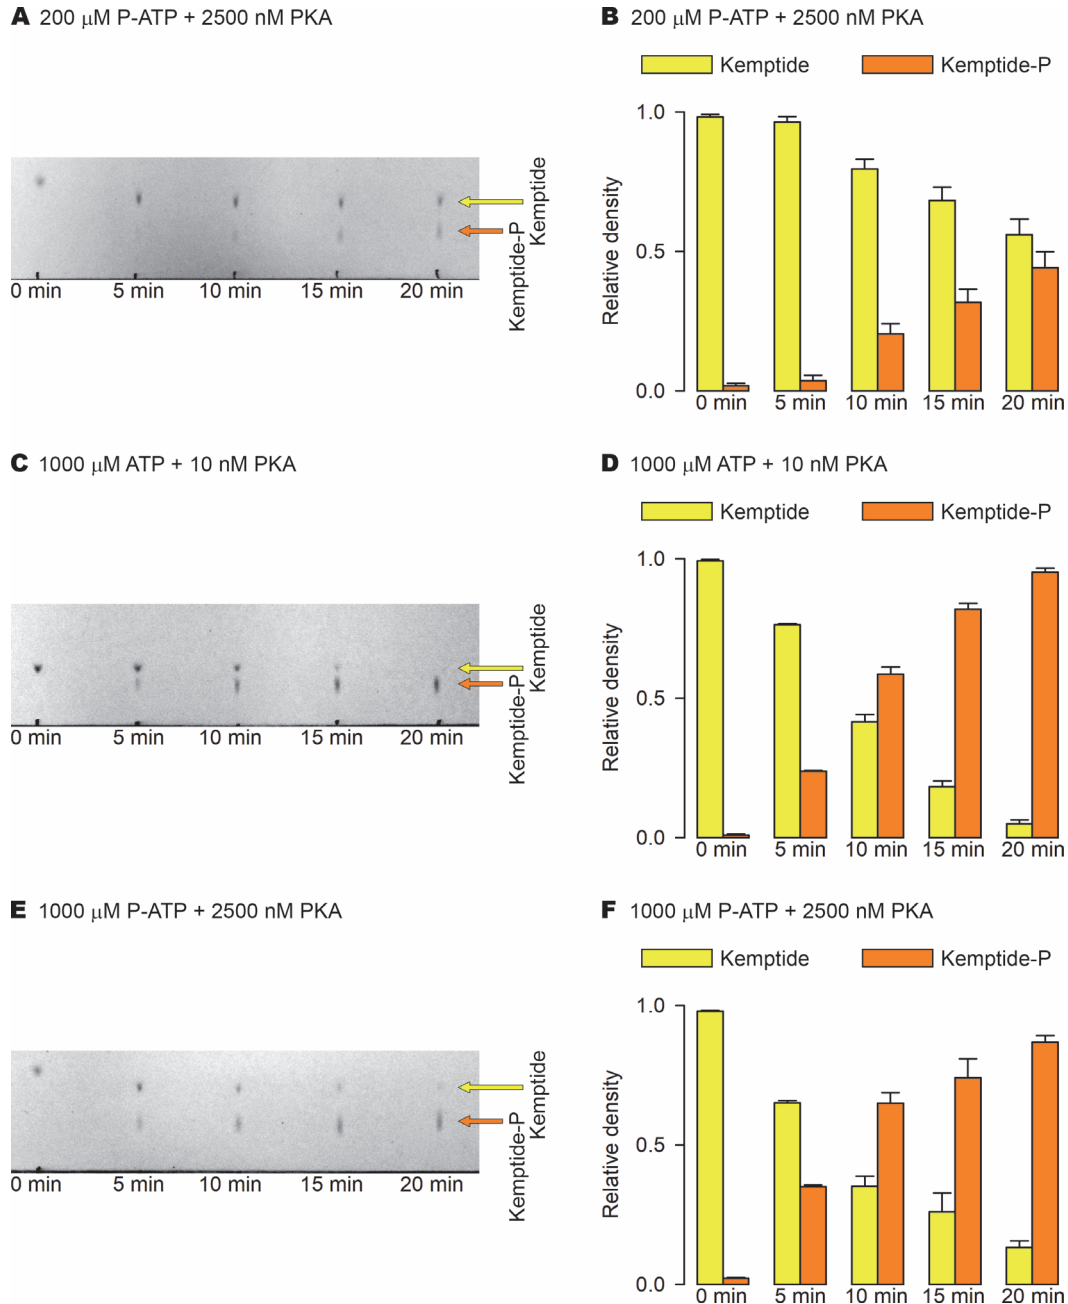 A 200 μM P-ATP + 2500 nM PKA
Kemptide-P
Kemptide
0 min 5 min 10 min 15 min 20 min
B 200 μM P-ATP + 2500 nM PKA
Kemptide Kemptide-P
Relative density
1.0
0.5
0.0
0 min 5 min 10 min 15 min 20 min
C 1000 μM ATP + 10 nM PKA
Kemptide-P
Kemptide
0 min 5 min 10 min 15 min 20 min
D 1000 μM ATP + 10 nM PKA
Kemptide Kemptide-P
Relative density
1.0
0.5
0.0
0 min 5 min 10 min 15 min 20 min
E 1000 μM P-ATP + 2500 nM PKA
Kemptide-P
Kemptide
0 min 5 min 10 min 15 min 20 min
F 1000 μM P-ATP + 2500 nM PKA
Kemptide Kemptide-P
Relative density
1.0
0.5
0.0
0 min 5 min 10 min 15 min 20 min